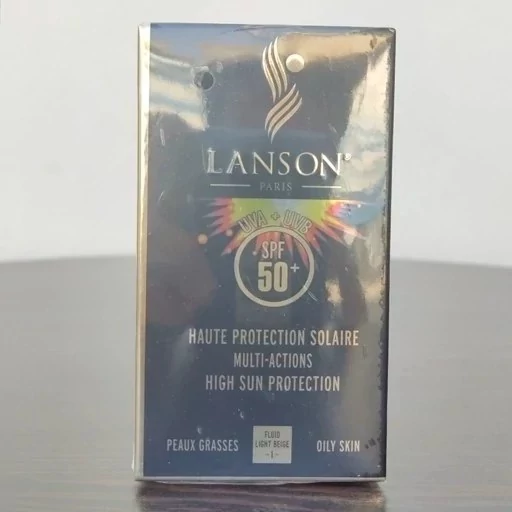 LANSON®
PARIS
UVA + UVB
SPF
50+
HAUTE PROTECTION SOLAIRE
MULTI-ACTIONS
HIGH SUN PROTECTION
PEAUX GRASSES
FLUID
LIGHT BEIGE
-1-
OILY SKIN